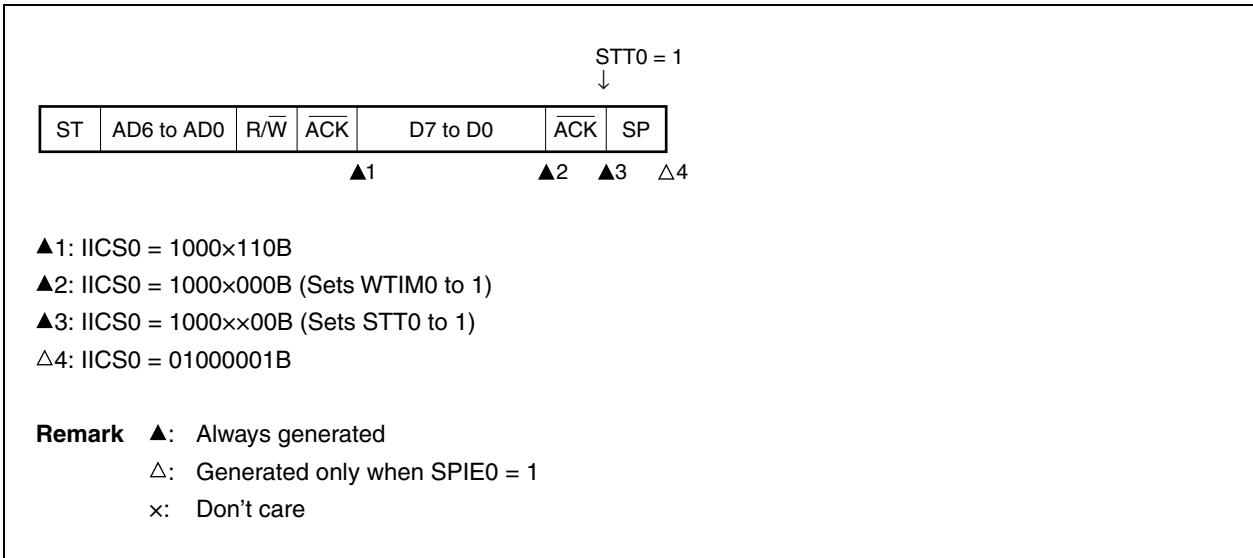 STT0 = 1
↓
ST AD6 to AD0 R/W̅ A̅C̅K̅ D7 to D0 A̅C̅K̅ SP
▲1 ▲2 ▲3 △4
▲1: IICS0 = 1000×110B
▲2: IICS0 = 1000×000B (Sets WTIM0 to 1)
▲3: IICS0 = 1000××00B (Sets STT0 to 1)
△4: IICS0 = 01000001B
Remark ▲: Always generated
△: Generated only when SPIE0 = 1
×: Don't care